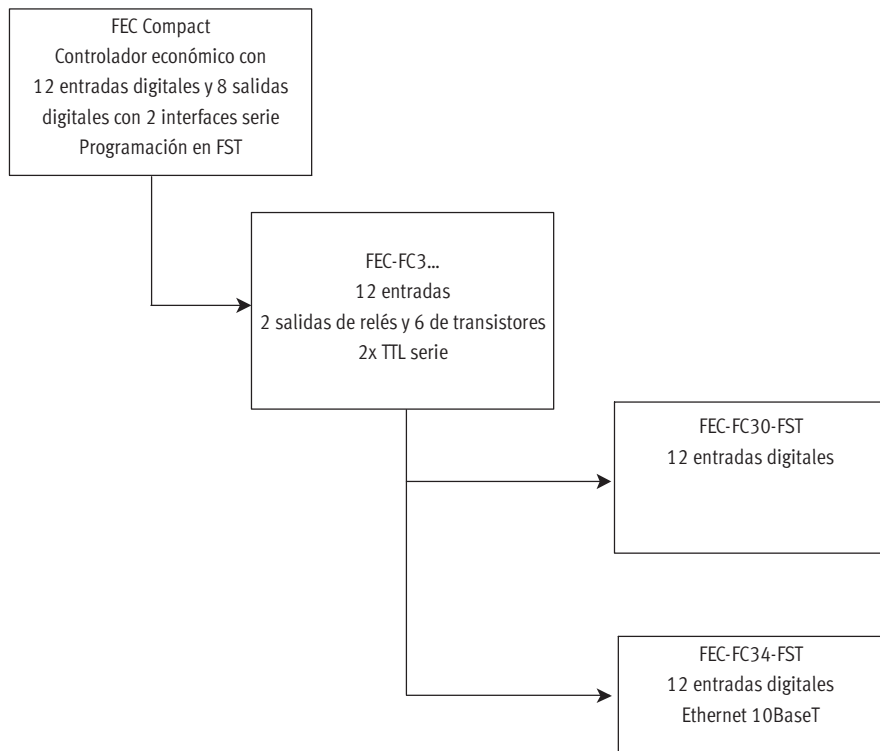 FEC Compact
Controlador económico con
12 entradas digitales y 8 salidas
digitales con 2 interfaces serie
Programación en FST
FEC-FC3...
12 entradas
2 salidas de relés y 6 de transistores
2x TTL serie
FEC-FC30-FST
12 entradas digitales
FEC-FC34-FST
12 entradas digitales
Ethernet 10BaseT